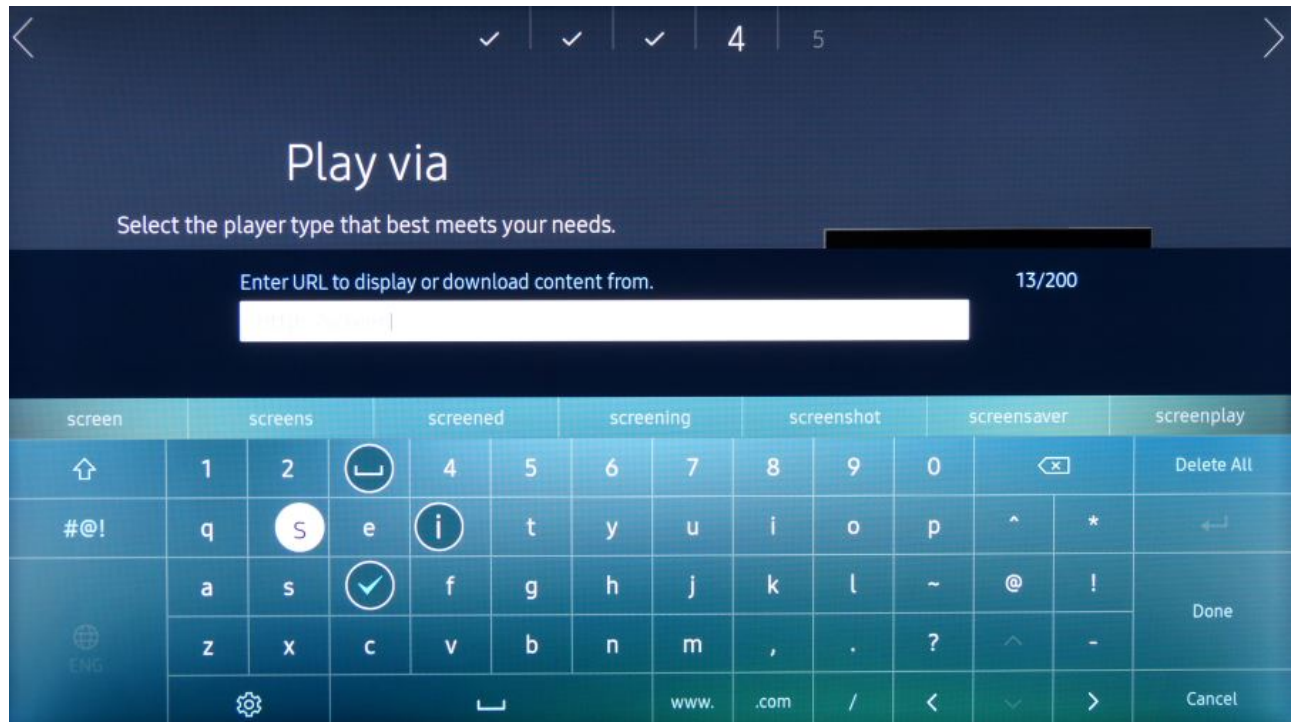 4 5
Play via
Select the player type that best meets your needs.
Enter URL to display or download content from. 13/200
screen screens screened screening screenshot screensaver screenplay
1 2 4 5 6 7 8 9 0 Delete All
#@! q s e i t y u i o p ^ *
a s f g h j k l ~ @ !
Done
ENG z x c v b n m , . ? -
www. .com / < > Cancel